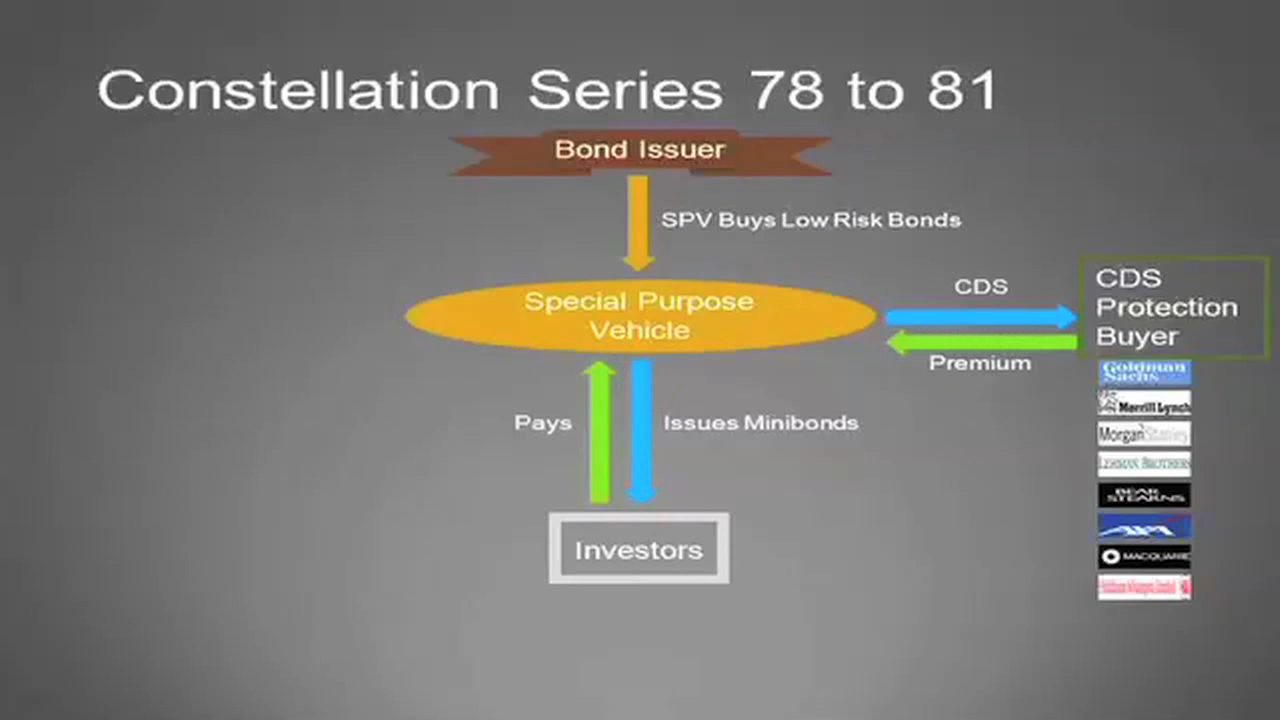 Constellation Series 78 to 81
Bond Issuer
SPV Buys Low Risk Bonds
Special Purpose
Vehicle
CDS
CDS
Protection
Buyer
Premium
Pays
Issues Minibonds
Investors
Goldman
Sachs
Merrill Lynch
Morgan Stanley
LEHMAN BROTHERS
BEAR
STEARNS
AXA
MACQUARIE